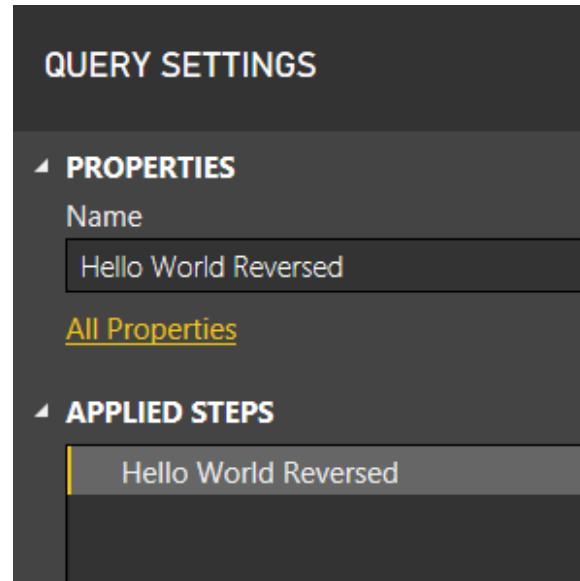 QUERY SETTINGS
PROPERTIES
Name
Hello World Reversed
All Properties
APPLIED STEPS
Hello World Reversed